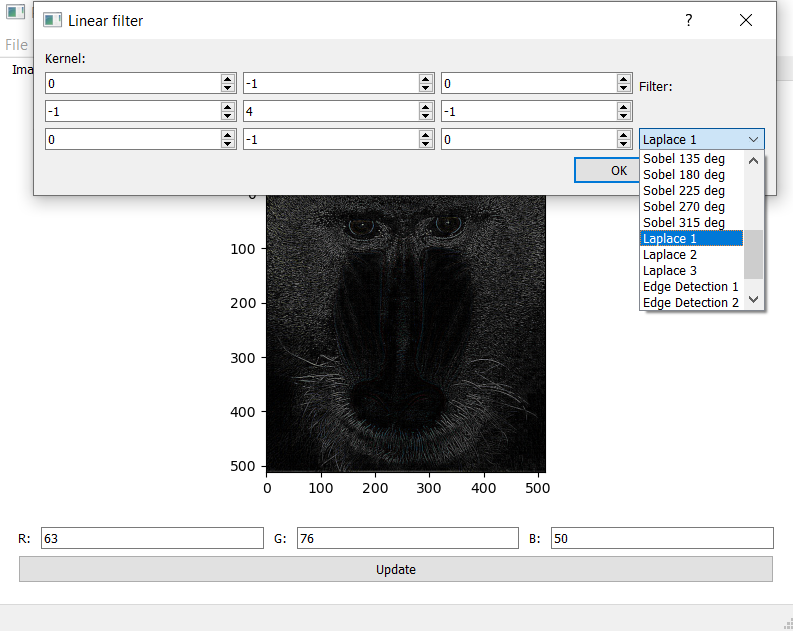 Linear filter ?
File
Ima
Kernel:
0 -1 0
Filter:
-1 4 -1
0 -1 0
Laplace 1
OK
Sobel 135 deg
Sobel 180 deg
Sobel 225 deg
Sobel 270 deg
Sobel 315 deg
Laplace 1
Laplace 2
Laplace 3
Edge Detection 1
Edge Detection 2
0
100
200
300
400
500
0 100 200 300 400 500
R: 63 G: 76 B: 50
Update